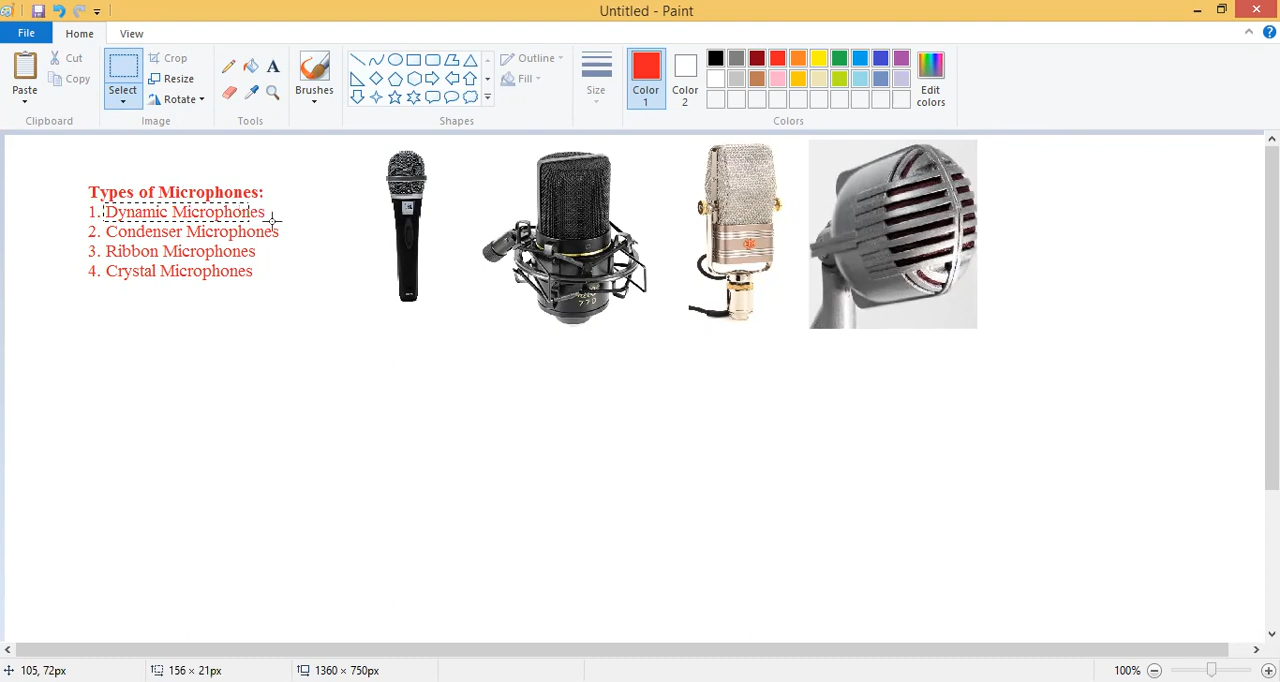 Untitled - Paint
File
Home
View
Paste
Cut
Copy
Clipboard
Select
Crop
Resize
Rotate
Image
Tools
Brushes
Outline
Fill
Shapes
Size
Color
1
Color
2
Edit
colors
Colors
Types of Microphones:
1. Dynamic Microphones
2. Condenser Microphones
3. Ribbon Microphones
4. Crystal Microphones
105, 72px
156 × 21px
1360 × 750px
100%